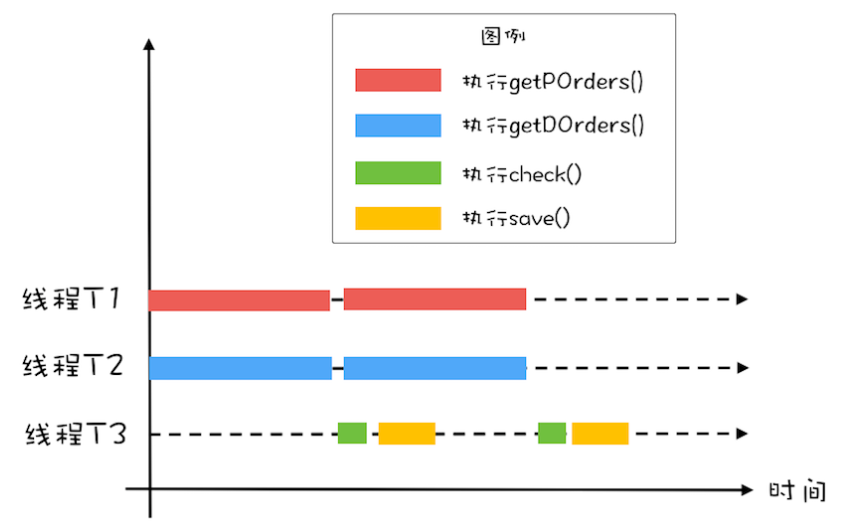 图例
执行getPOrders()
执行getDOrders()
执行check()
执行save()
线程T1
线程T2
线程T3
时间